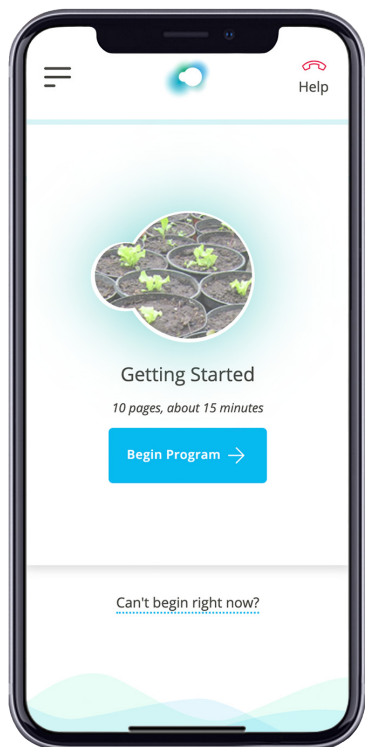 Help
Getting Started
10 pages, about 15 minutes
Begin Program
Can't begin right now?